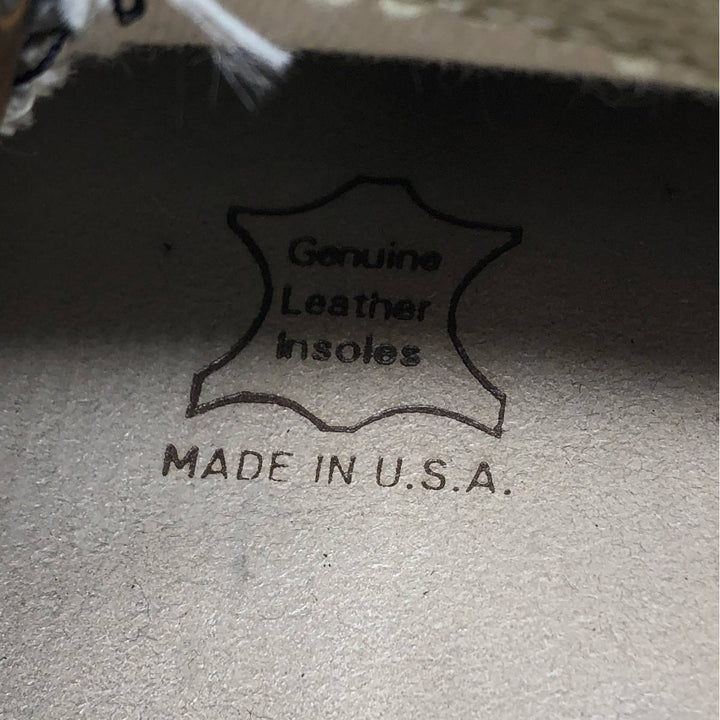 Genuine
Leather
Insoles
MADE IN U.S.A.